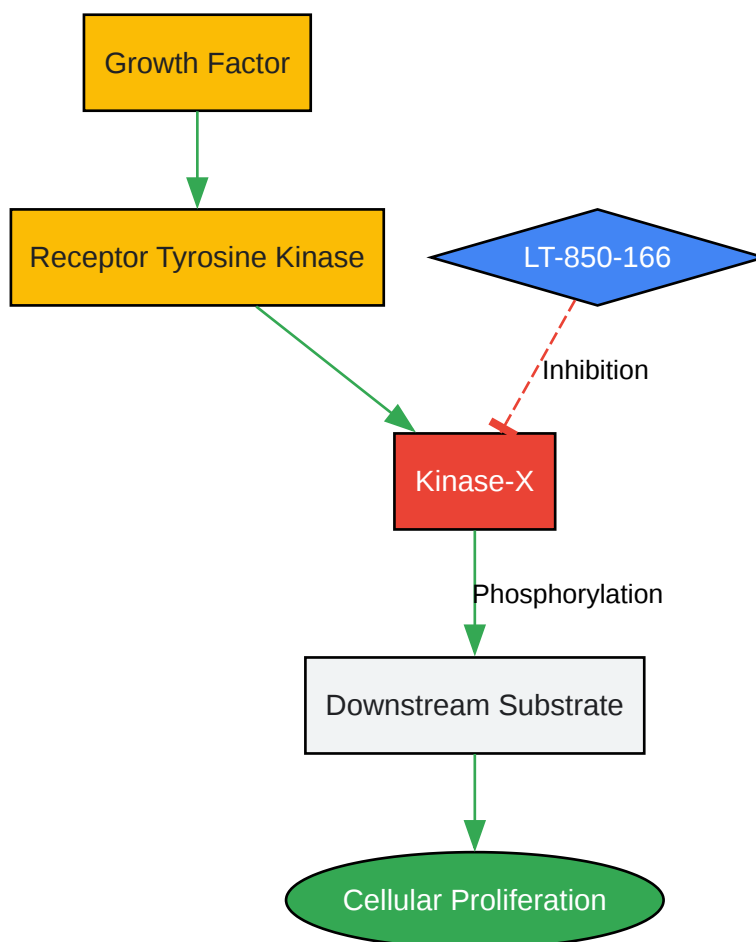 Growth Factor
Receptor Tyrosine Kinase
LT-850-166
Inhibition
Kinase-X
Phosphorylation
Downstream Substrate
Cellular Proliferation